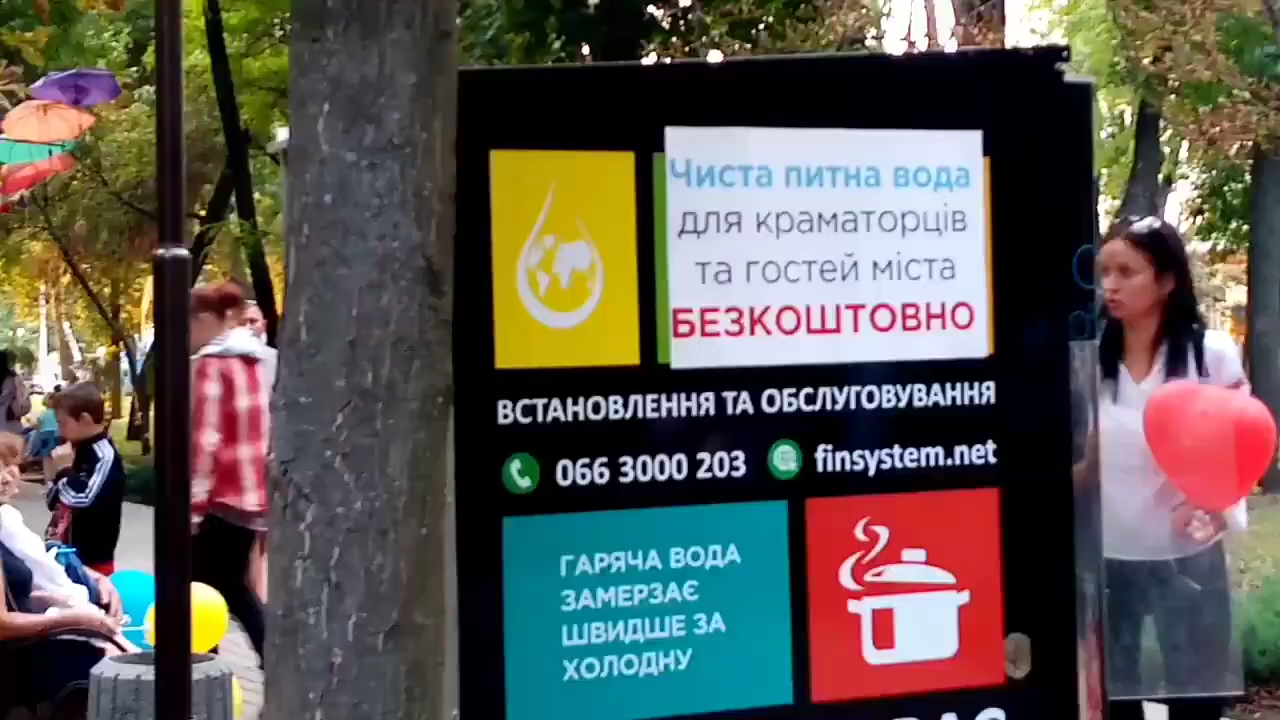 Чиста питна вода
для краматорців
та гостей міста
БЕЗКОШТОВНО
ВСТАНОВЛЕННЯ ТА ОБСЛУГОВУВАННЯ
066 3000 203 finsystem.net
ГАРЯЧА ВОДА
ЗАМЕРЗАЄ
ШВИДШЕ ЗА
ХОЛОДНУ